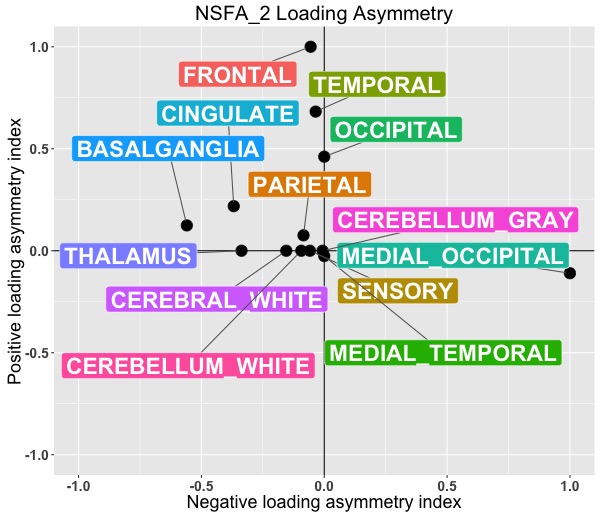 NSFA_2 Loading Asymmetry
Positive loading asymmetry index
1.0
0.5
0.0
-0.5
-1.0
FRONTAL
TEMPORAL
CINGULATE
OCCIPITAL
BASALGANGLIA
PARIETAL
CEREBELLUM_GRAY
THALAMUS
MEDIAL_OCCIPITAL
SENSORY
CEREBRAL_WHITE
MEDIAL_TEMPORAL
CEREBELLUM_WHITE
-1.0 -0.5 0.0 0.5 1.0
Negative loading asymmetry index